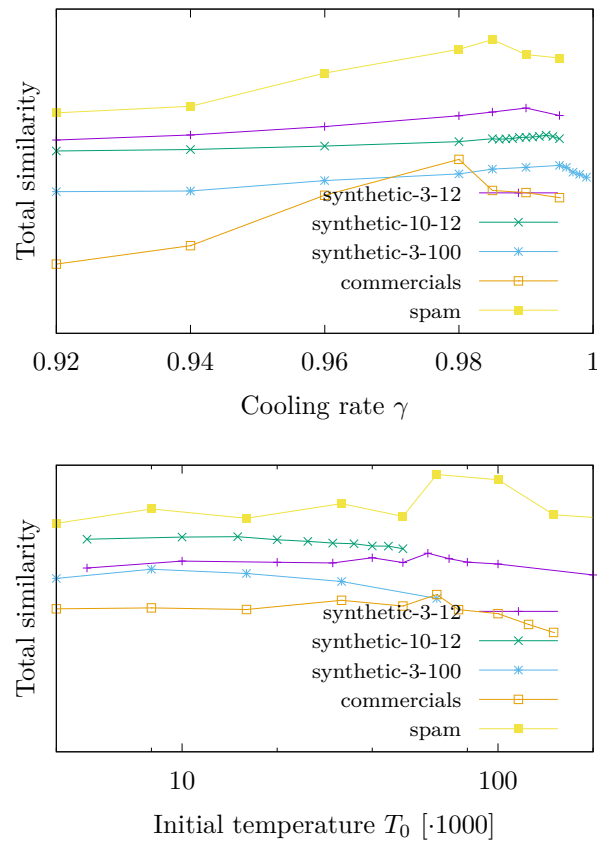 Total similarity
synthetic-3-12
synthetic-10-12
synthetic-3-100
commercials
spam
0.92 0.94 0.96 0.98 1
Cooling rate γ
Total similarity
synthetic-3-12
synthetic-10-12
synthetic-3-100
commercials
spam
10 100
Initial temperature T₀ [·1000]